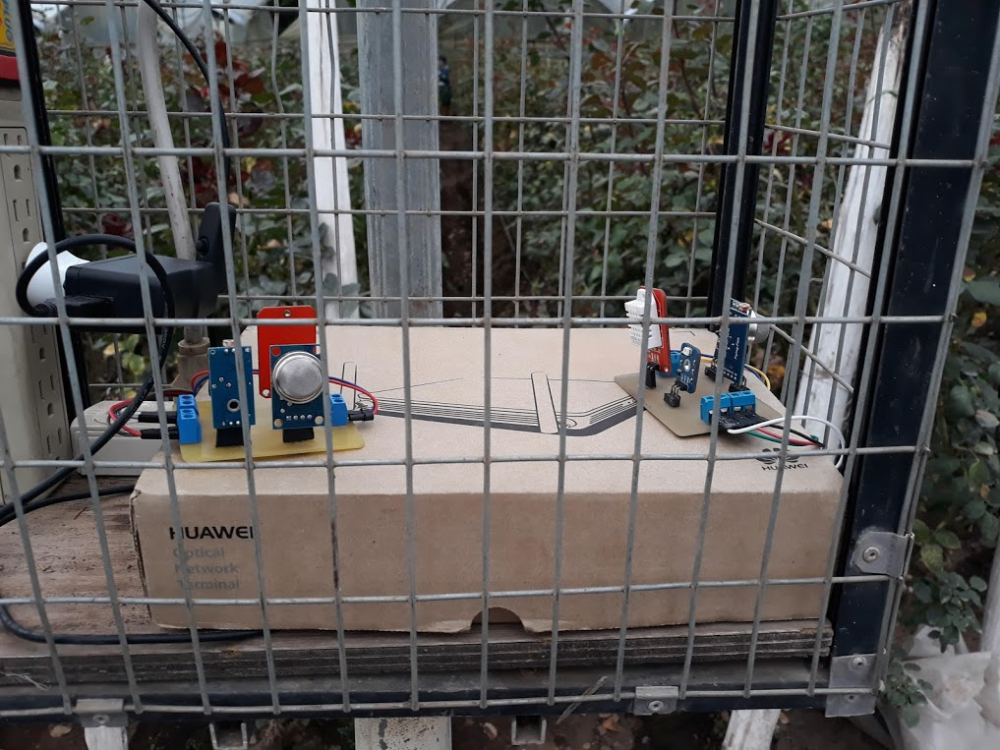 HUAWEI
HUAWEI
Optical
Network
Terminal